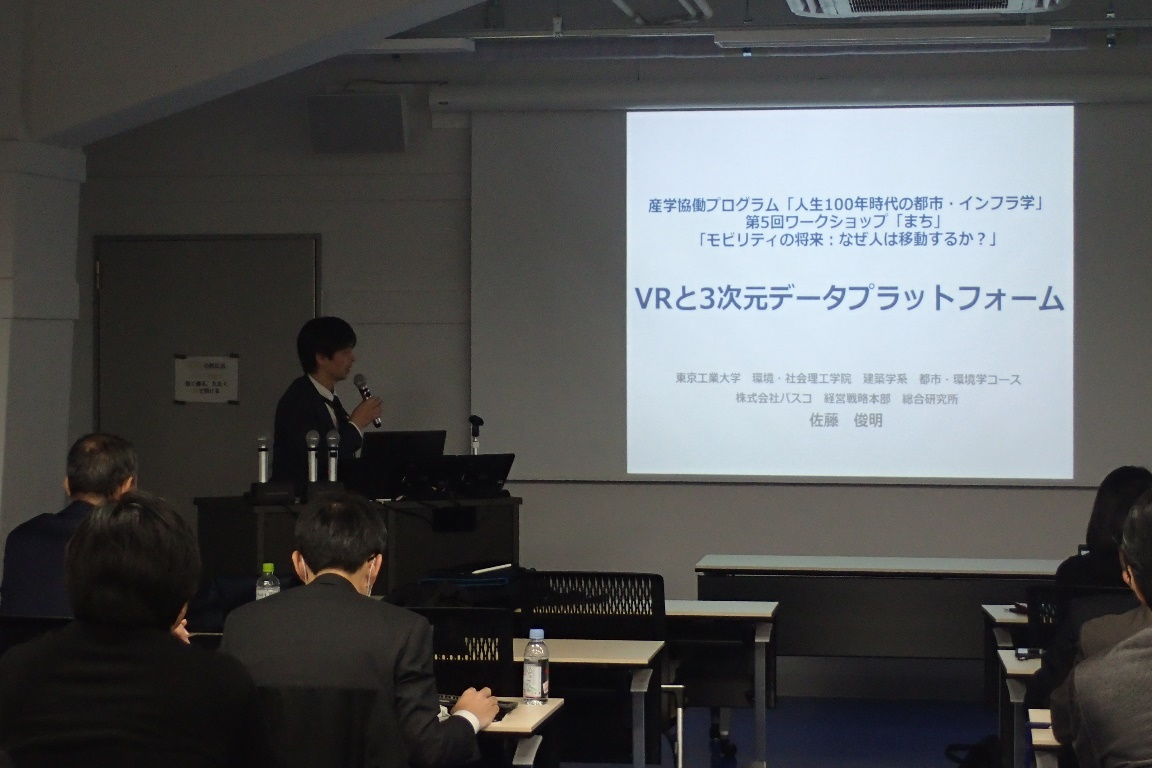 産学協働プログラム「人生100年時代の都市・インフラ学」
第5回ワークショップ「まち」
「モビリティの将来：なぜ人は移動するか？」
VRと3次元データプラットフォーム
東京工業大学　環境・社会理工学院　建築学系　都市・環境学コース
株式会社パスコ　経営戦略本部　総合研究所
佐藤　俊明